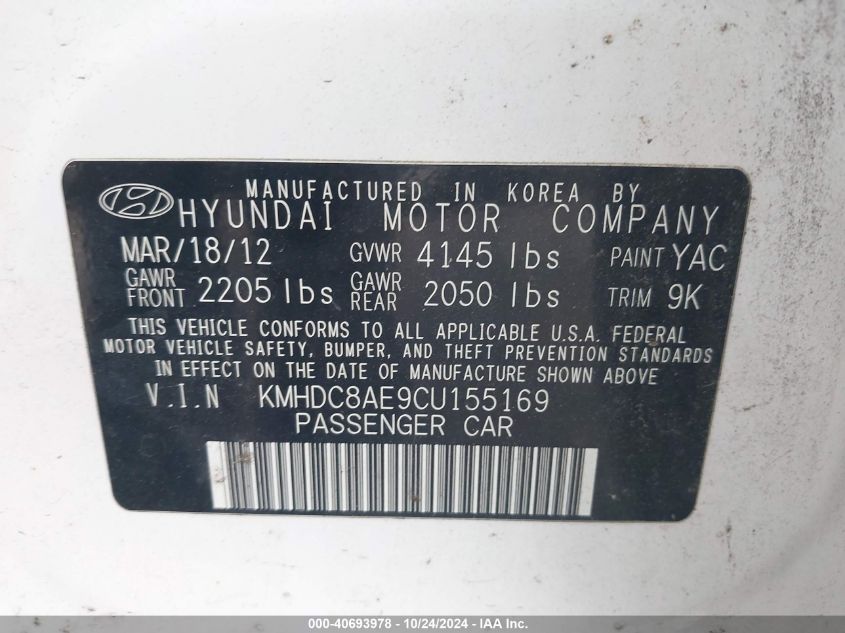 MANUFACTURED IN KOREA BY
HYUNDAI MOTOR COMPANY
MAR/18/12 GVWR 4145 lbs PAINT YAC
GAWR FRONT 2205 lbs GAWR REAR 2050 lbs TRIM 9K
THIS VEHICLE CONFORMS TO ALL APPLICABLE U.S.A. FEDERAL
MOTOR VEHICLE SAFETY, BUMPER, AND THEFT PREVENTION STANDARDS
IN EFFECT ON THE DATE OF MANUFACTURE SHOWN ABOVE
V.I.N KMHDC8AE9CU155169
PASSENGER CAR
000-40693978 - 10/24/2024 - IAA Inc.